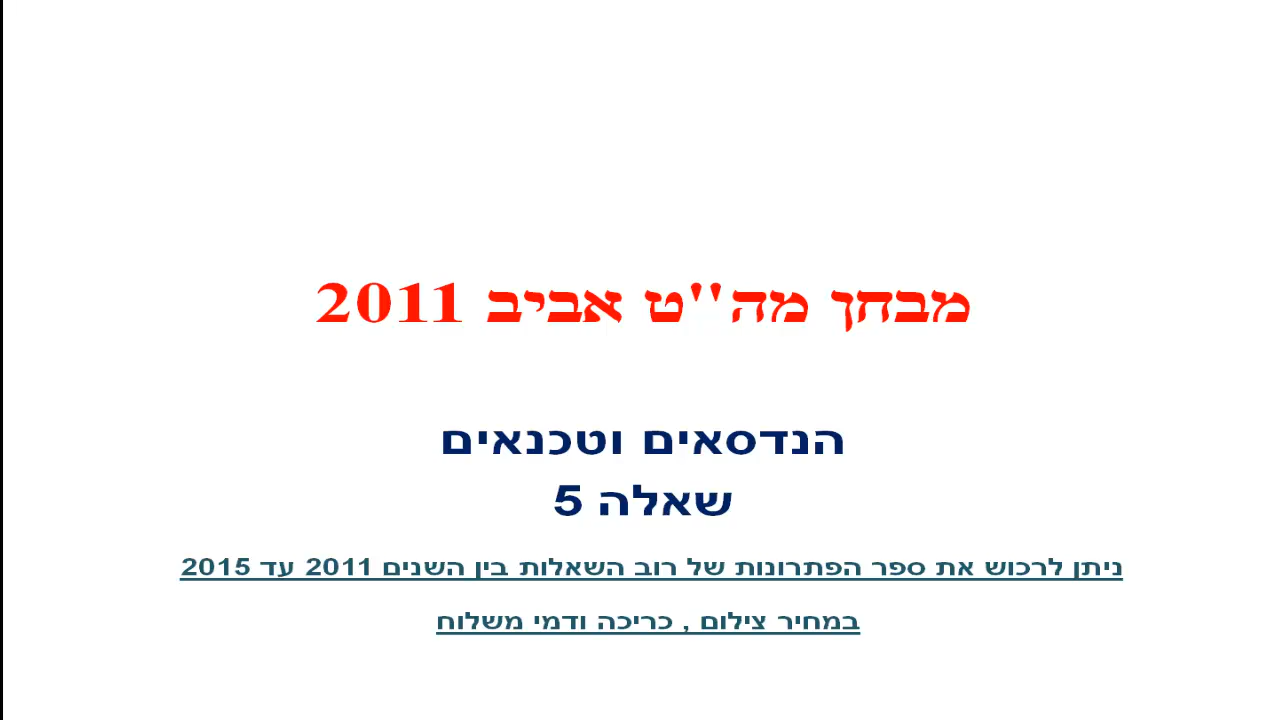 מבחן מה''ט אביב 2011
הנדסאים וטכנאים
שאלה 5
ניתן לרכוש את ספר הפתרונות של רוב השאלות בין השנים 2011 עד 2015
במחיר צילום , כריכה ודמי משלוח